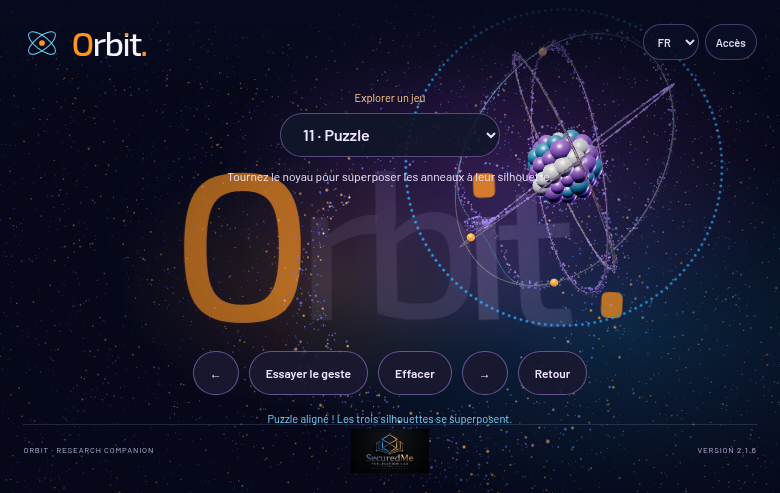 Orbit.
FR
Accès
Explorer un jeu
11 · Puzzle
Tournez le noyau pour superposer les anneaux à leur silhouette.
Orbit
←
Essayer le geste
Effacer
→
Retour
Puzzle aligné ! Les trois silhouettes se superposent.
ORBIT · RESEARCH COMPANION
SecuredMe
VERSION 2.1.6